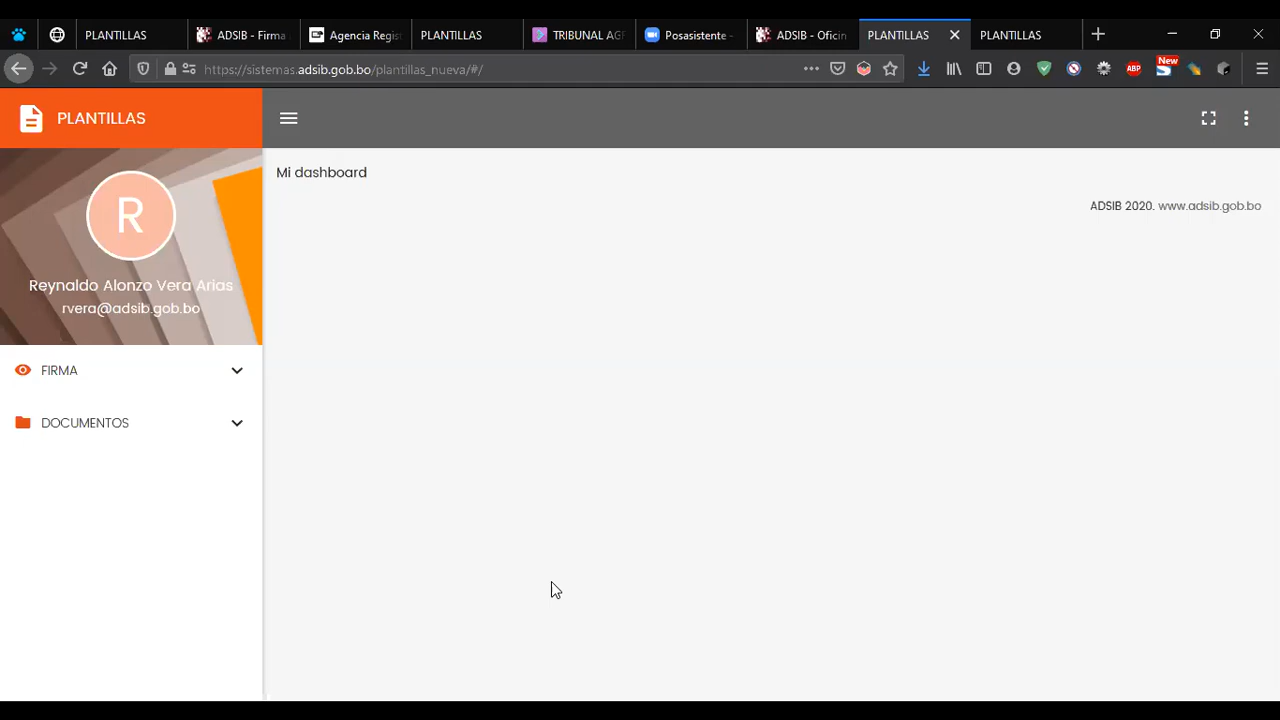 PLANTILLAS
ADSIB - Firma
Agencia Regis
PLANTILLAS
TRIBUNAL AGR
Posasistente -
ADSIB - Oficin
PLANTILLAS
PLANTILLAS
https://sistemas.adsib.gob.bo/plantillas_nueva/#/
ABP
New
S
PLANTILLAS
R
Reynaldo Alonzo Vera Arias
rvera@adsib.gob.bo
FIRMA
DOCUMENTOS
Mi dashboard
ADSIB 2020. www.adsib.gob.bo